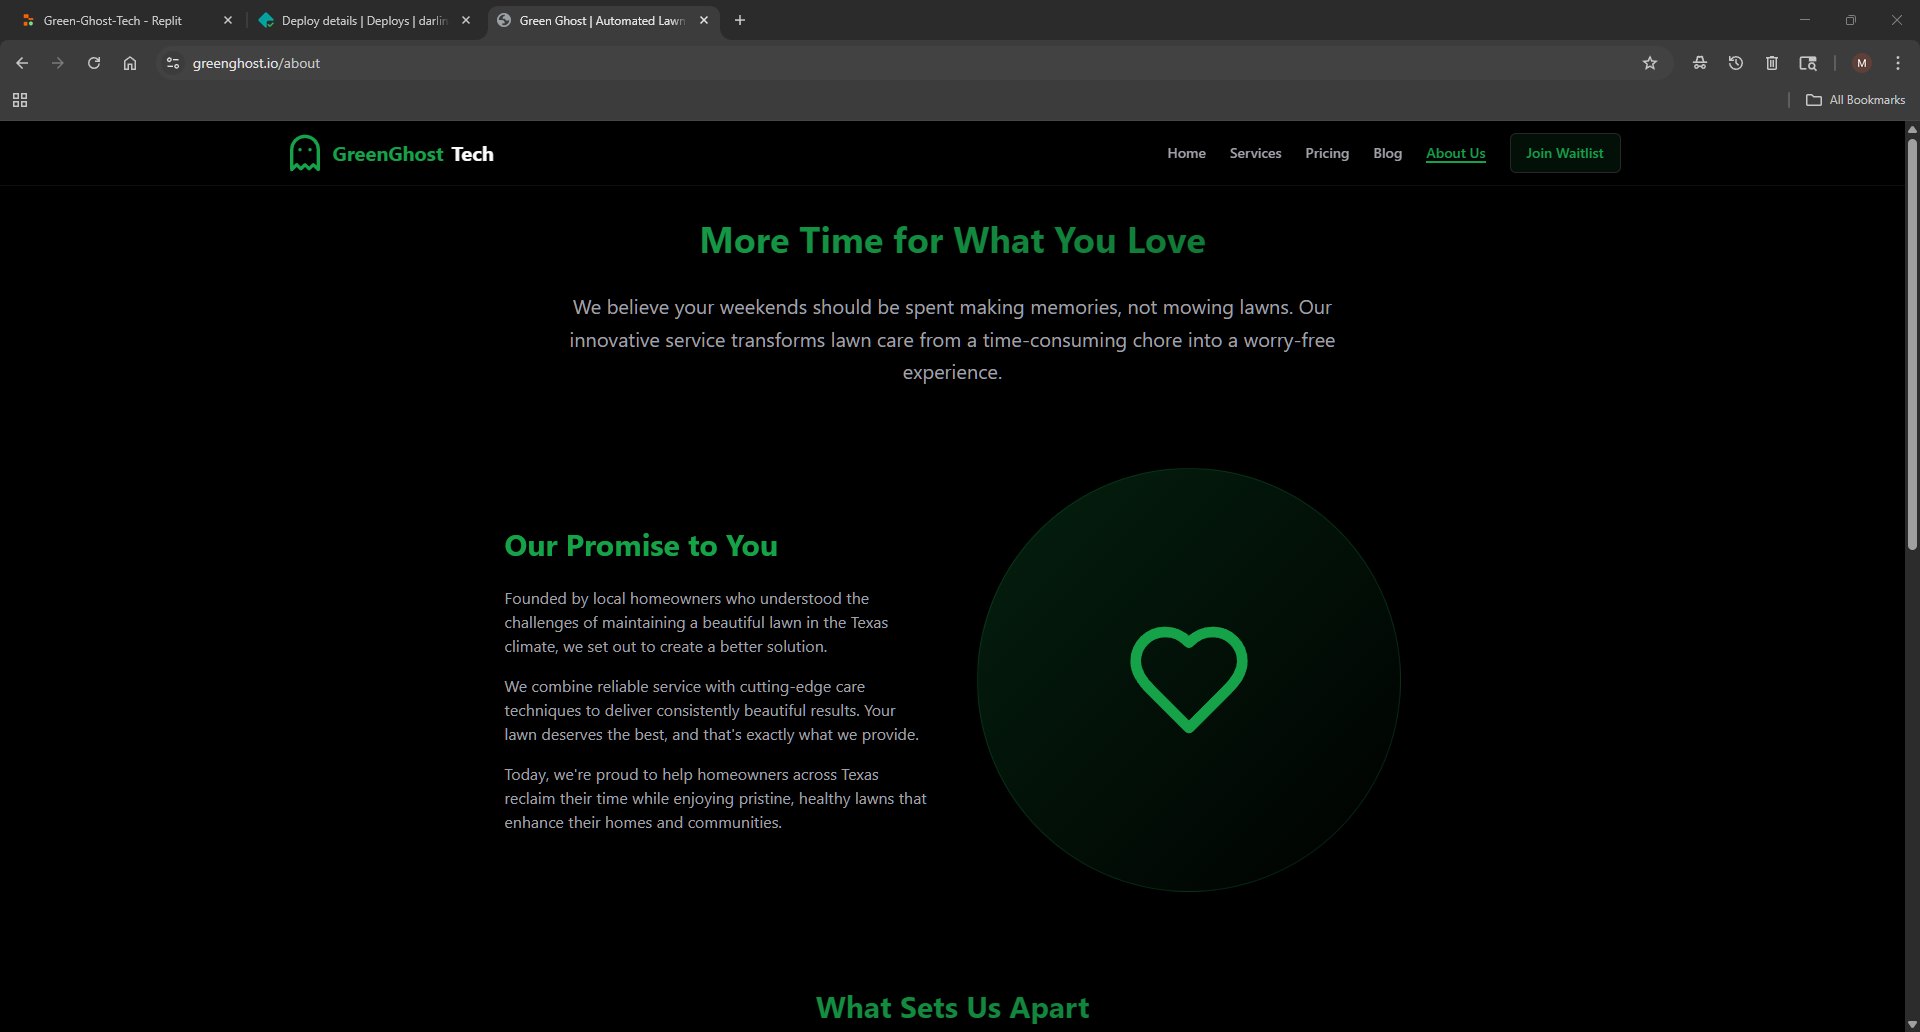 Green-Ghost-Tech - Replit
Deploy details | Deploys | darlin
Green Ghost | Automated Lawn
greenghost.io/about
M
All Bookmarks
GreenGhost Tech
Home
Services
Pricing
Blog
About Us
Join Waitlist
More Time for What You Love
We believe your weekends should be spent making memories, not mowing lawns. Our
innovative service transforms lawn care from a time-consuming chore into a worry-free
experience.
Our Promise to You
Founded by local homeowners who understood the
challenges of maintaining a beautiful lawn in the Texas
climate, we set out to create a better solution.
We combine reliable service with cutting-edge care
techniques to deliver consistently beautiful results. Your
lawn deserves the best, and that's exactly what we provide.
Today, we're proud to help homeowners across Texas
reclaim their time while enjoying pristine, healthy lawns that
enhance their homes and communities.
What Sets Us Apart